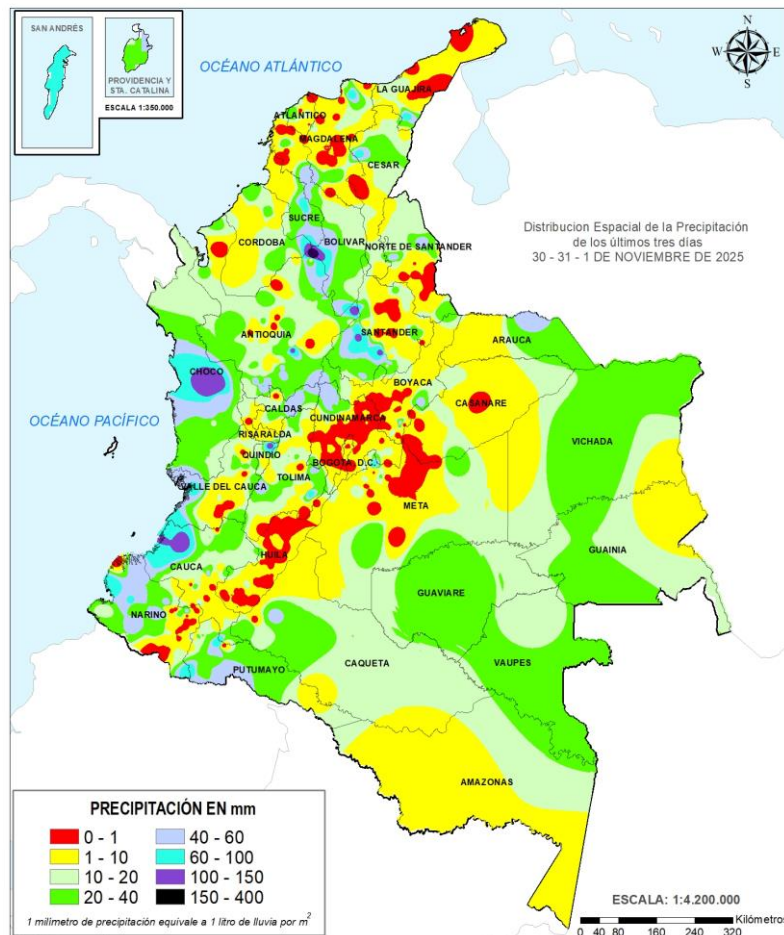 SAN ANDRÉS
PROVIDENCIA Y
STA. CATALINA
ESCALA 1:350.000
OCÉANO ATLÁNTICO
N
W
E
S
LA GUAJIRA
ATLANTICO
MAGDALENA
CESAR
SUCRE
CORDOBA
BOLIVAR
NORTE DE SANTANDER
Distribucion Espacial de la Precipitación
de los últimos tres días
30 - 31 - 1 DE NOVIEMBRE DE 2025
ANTIOQUIA
SANTANDER
ARAUCA
CHOCO
BOYACA
CASANARE
OCÉANO PACÍFICO
CALDAS
CUNDINAMARCA
RISARALDA
VICHADA
QUINDIO
BOGOTA D.C.
TOLIMA
VALLE DEL CAUCA
META
HUILA
GUAINIA
CAUCA
GUAVIARE
NARIÑO
CAQUETA
VAUPES
PUTUMAYO
AMAZONAS
PRECIPITACIÓN EN mm
0 - 1
40 - 60
1 - 10
60 - 100
10 - 20
100 - 150
20 - 40
150 - 400
1 milímetro de precipitación equivale a 1 litro de lluvia por m²
ESCALA: 1:4.200.000
Kilómetros
0 40 80 160 240 320